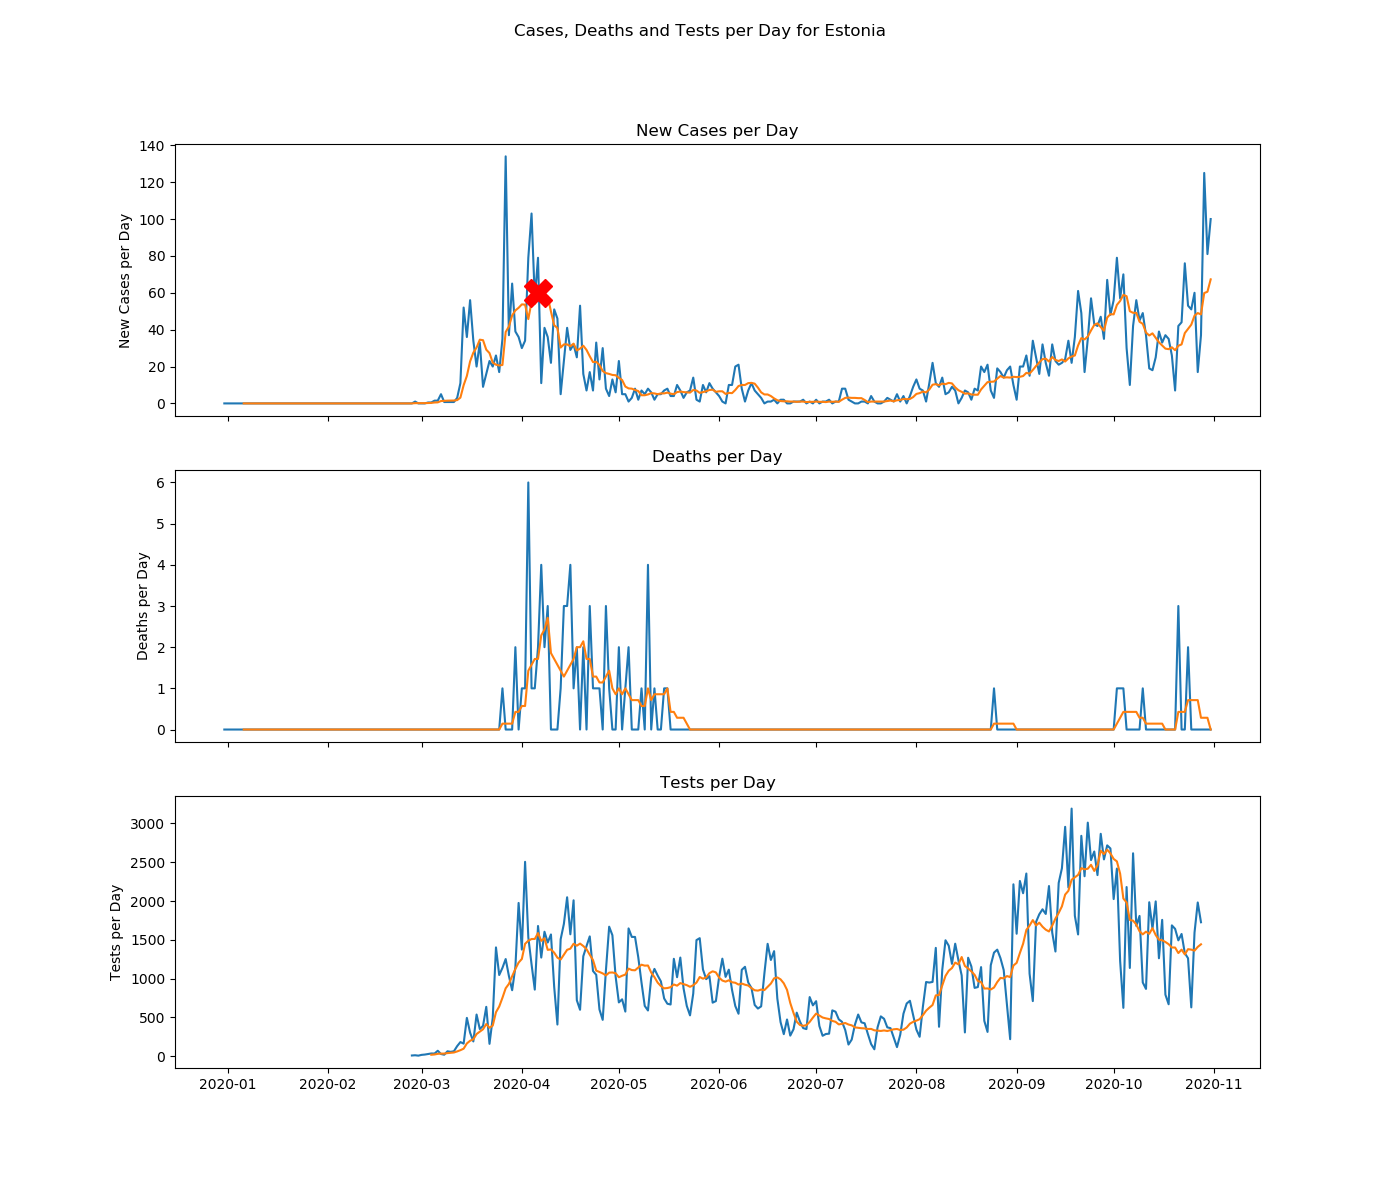 Cases, Deaths and Tests per Day for Estonia
New Cases per Day
New Cases per Day
140
120
100
80
60
40
20
0
Deaths per Day
Deaths per Day
6
5
4
3
2
1
0
Tests per Day
Tests per Day
3000
2500
2000
1500
1000
500
0
2020-01 2020-02 2020-03 2020-04 2020-05 2020-06 2020-07 2020-08 2020-09 2020-10 2020-11